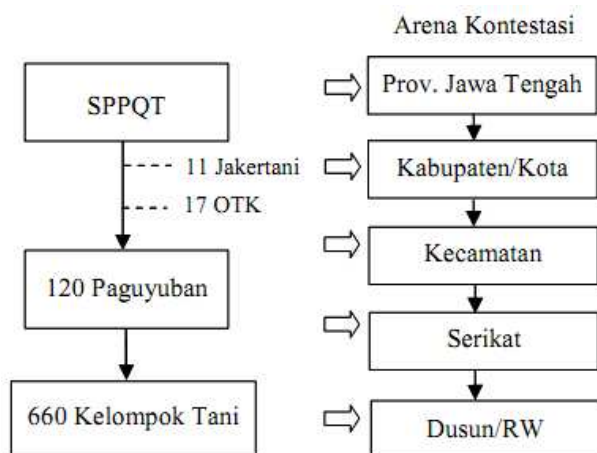 Arena Kontestasi
SPPQT
Prov. Jawa Tengah
11 Jakertani
Kabupaten/Kota
17 OTK
Kecamatan
120 Paguyuban
Serikat
660 Kelompok Tani
Dusun/RW